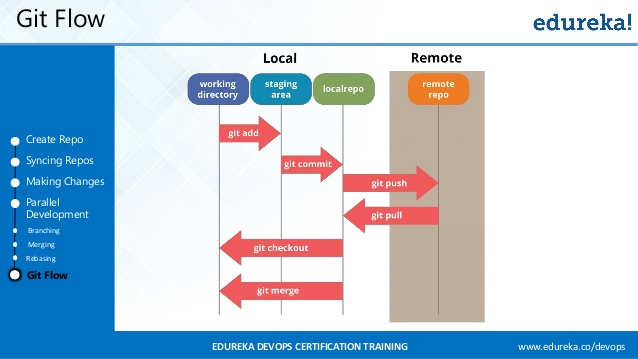 Git Flow
edureka!
Local
Remote
working
directory
staging
area
localrepo
remote
repo
git add
git commit
git push
git pull
git checkout
git merge
Create Repo
Syncing Repos
Making Changes
Parallel
Development
Branching
Merging
Rebasing
Git Flow
EDUREKA DEVOPS CERTIFICATION TRAINING
www.edureka.co/devops